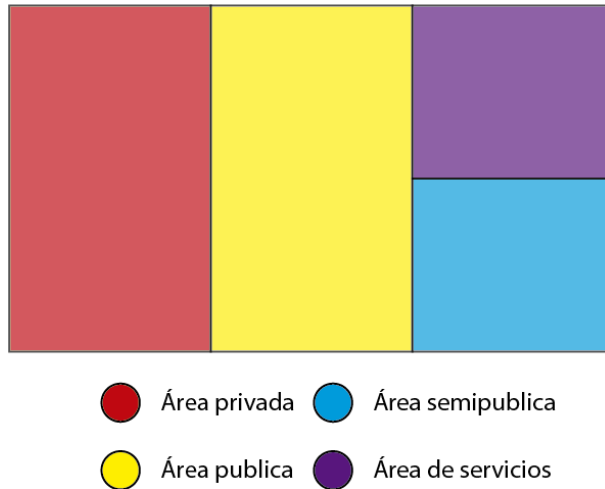 Área privada
Área semipublica
Área publica
Área de servicios